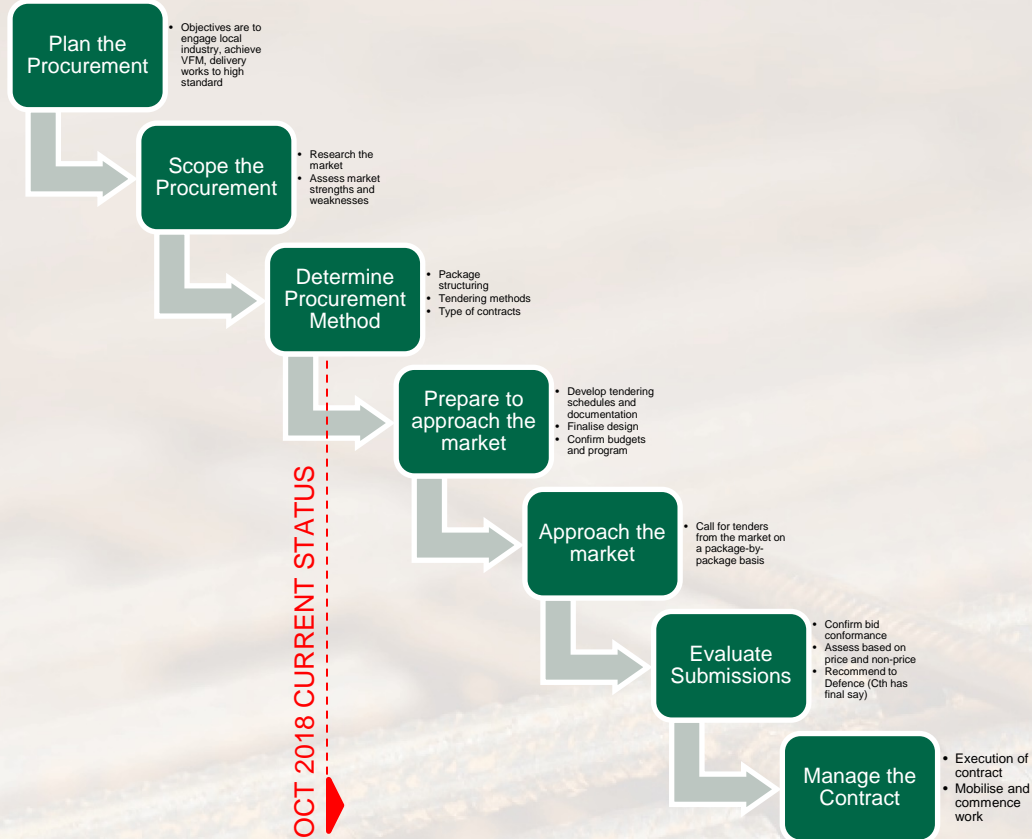 Plan the
Procurement
• Objectives are to
engage local
industry, achieve
VFM, delivery
works to high
standard
Scope the
Procurement
• Research the
market
• Assess market
strengths and
weaknesses
Determine
Procurement
Method
• Package
structuring
• Tendering methods
• Type of contracts
Prepare to
approach the
market
• Develop tendering
schedules and
documentation
• Finalise design
• Confirm budgets
and program
OCT 2018 CURRENT STATUS
Approach the
market
• Call for tenders
from the market on
a package-by-
package basis
Evaluate
Submissions
• Confirm bid
conformance
• Assess based on
price and non-price
• Recommend to
Defence (Cth has
final say)
Manage the
Contract
• Execution of
contract
• Mobilise and
commence
work